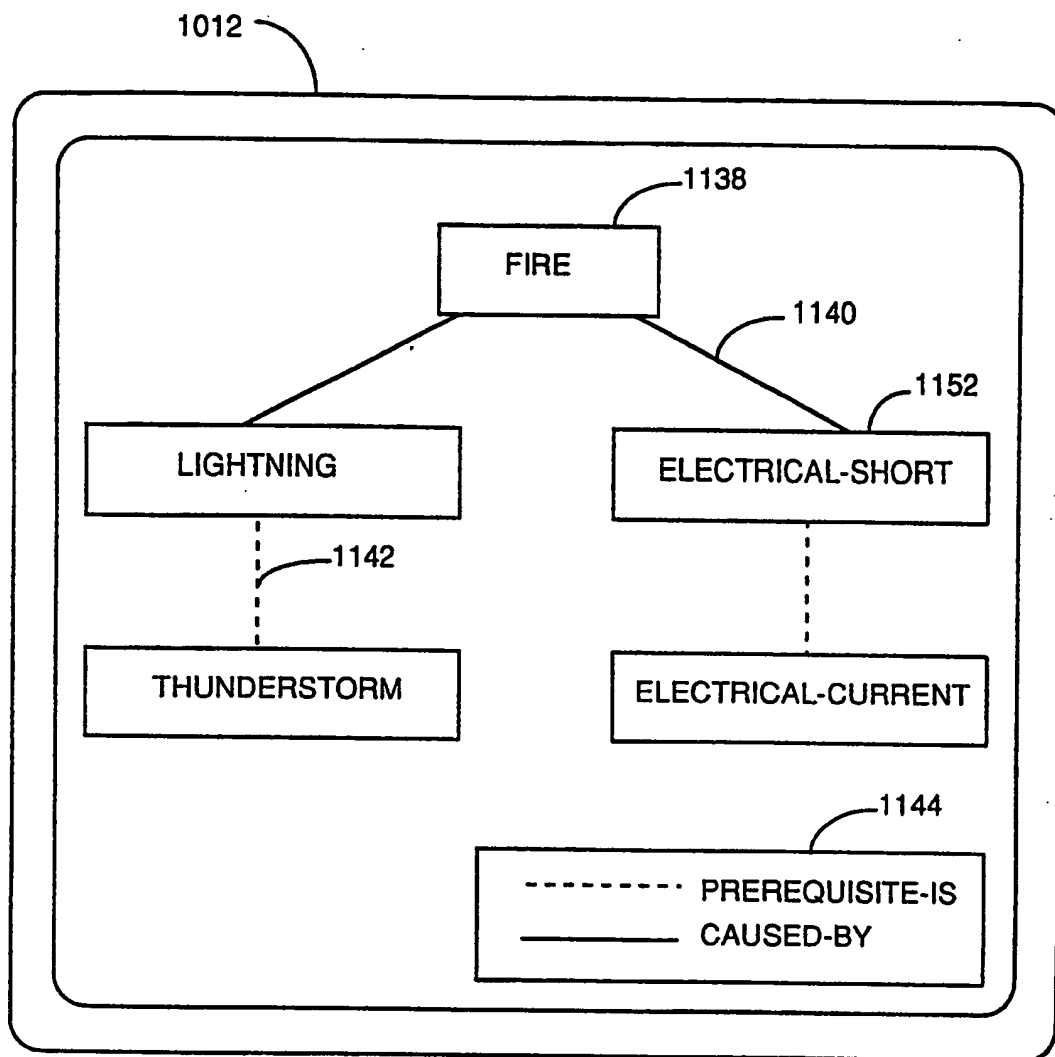 1012
1138
FIRE
1140
1152
LIGHTNING
ELECTRICAL-SHORT
1142
THUNDERSTORM
ELECTRICAL-CURRENT
1144
PREREQUISITE-IS
CAUSED-BY